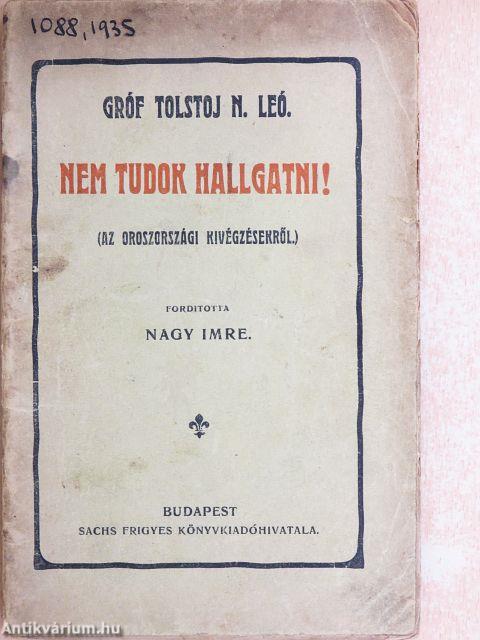 1088, 1935
GRÓF TOLSTOJ N. LEÓ.
NEM TUDOK HALLGATNI!
(AZ OROSZORSZÁGI KIVÉGZÉSEKRŐL.)
FORDITOTTA
NAGY IMRE.
BUDAPEST
SACHS FRIGYES KÖNYVKIADÓHIVATALA.
Antikvárium.hu